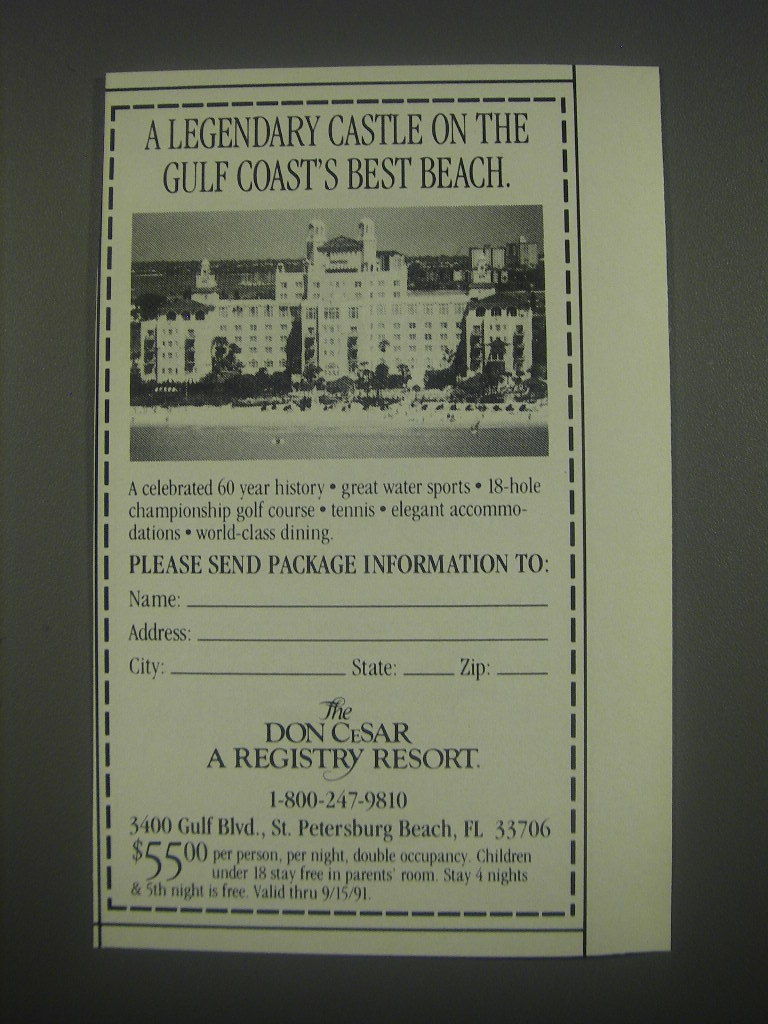 A LEGENDARY CASTLE ON THE
GULF COAST'S BEST BEACH.
A celebrated 60 year history • great water sports • 18-hole
championship golf course • tennis • elegant accommo-
dations • world-class dining.
PLEASE SEND PACKAGE INFORMATION TO:
Name:
Address:
City: State: Zip:
The
DON CeSAR
A REGISTRY RESORT.
1-800-247-9810
3400 Gulf Blvd., St. Petersburg Beach, FL 33706
$5500 per person, per night, double occupancy. Children
under 18 stay free in parents' room. Stay 4 nights
& 5th night is free. Valid thru 9/15/91.